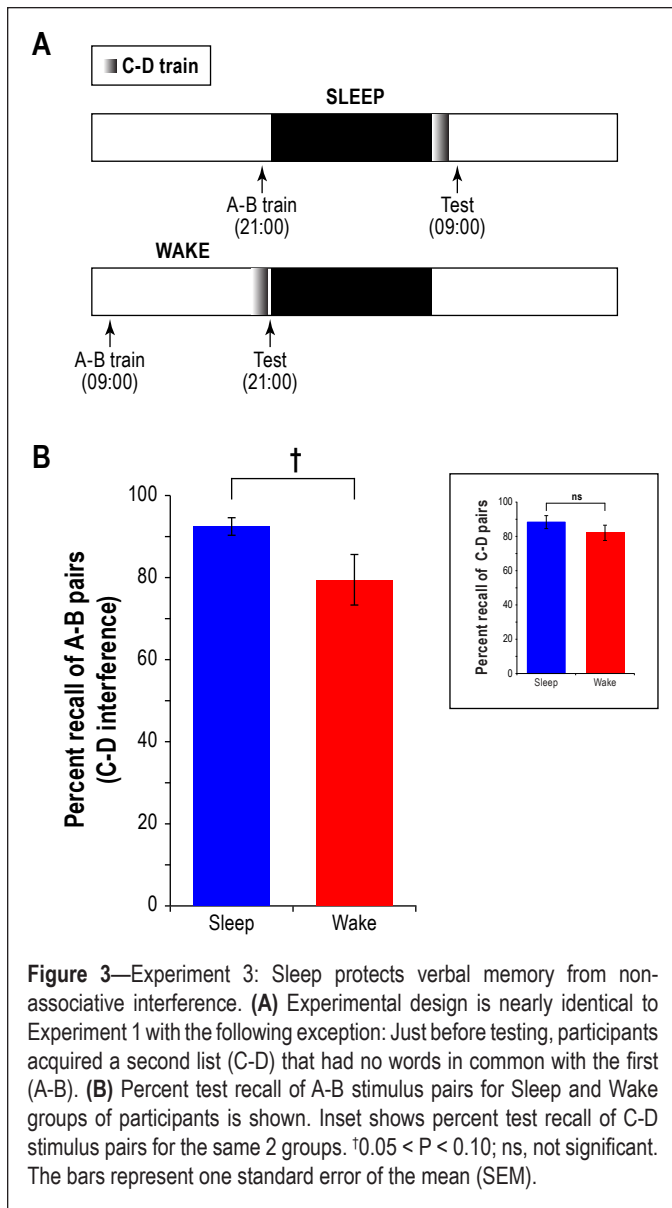 A
C-D train
SLEEP
A-B train
(21:00)
Test
(09:00)
WAKE
A-B train
(09:00)
Test
(21:00)
B
†
100
80
60
40
20
0
Percent recall of A-B pairs
(C-D interference)
Sleep
Wake
ns
100
80
60
40
20
0
Percent recall of C-D pairs
Sleep
Wake
Figure 3—Experiment 3: Sleep protects verbal memory from non-
associative interference. (A) Experimental design is nearly identical to
Experiment 1 with the following exception: Just before testing, participants
acquired a second list (C-D) that had no words in common with the first
(A-B). (B) Percent test recall of A-B stimulus pairs for Sleep and Wake
groups of participants is shown. Inset shows percent test recall of C-D
stimulus pairs for the same 2 groups. †0.05 < P < 0.10; ns, not significant.
The bars represent one standard error of the mean (SEM).